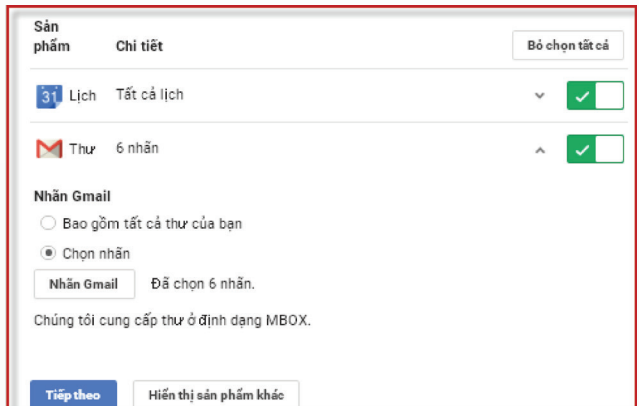 Sản
phẩm Chi tiết Bỏ chọn tất cả
31 Lịch Tất cả lịch
Thư 6 nhãn
Nhãn Gmail
Bao gồm tất cả thư của bạn
Chọn nhãn
Nhãn Gmail Đã chọn 6 nhãn.
Chúng tôi cung cấp thư ở định dạng MBOX.
Tiếp theo Hiển thị sản phẩm khác